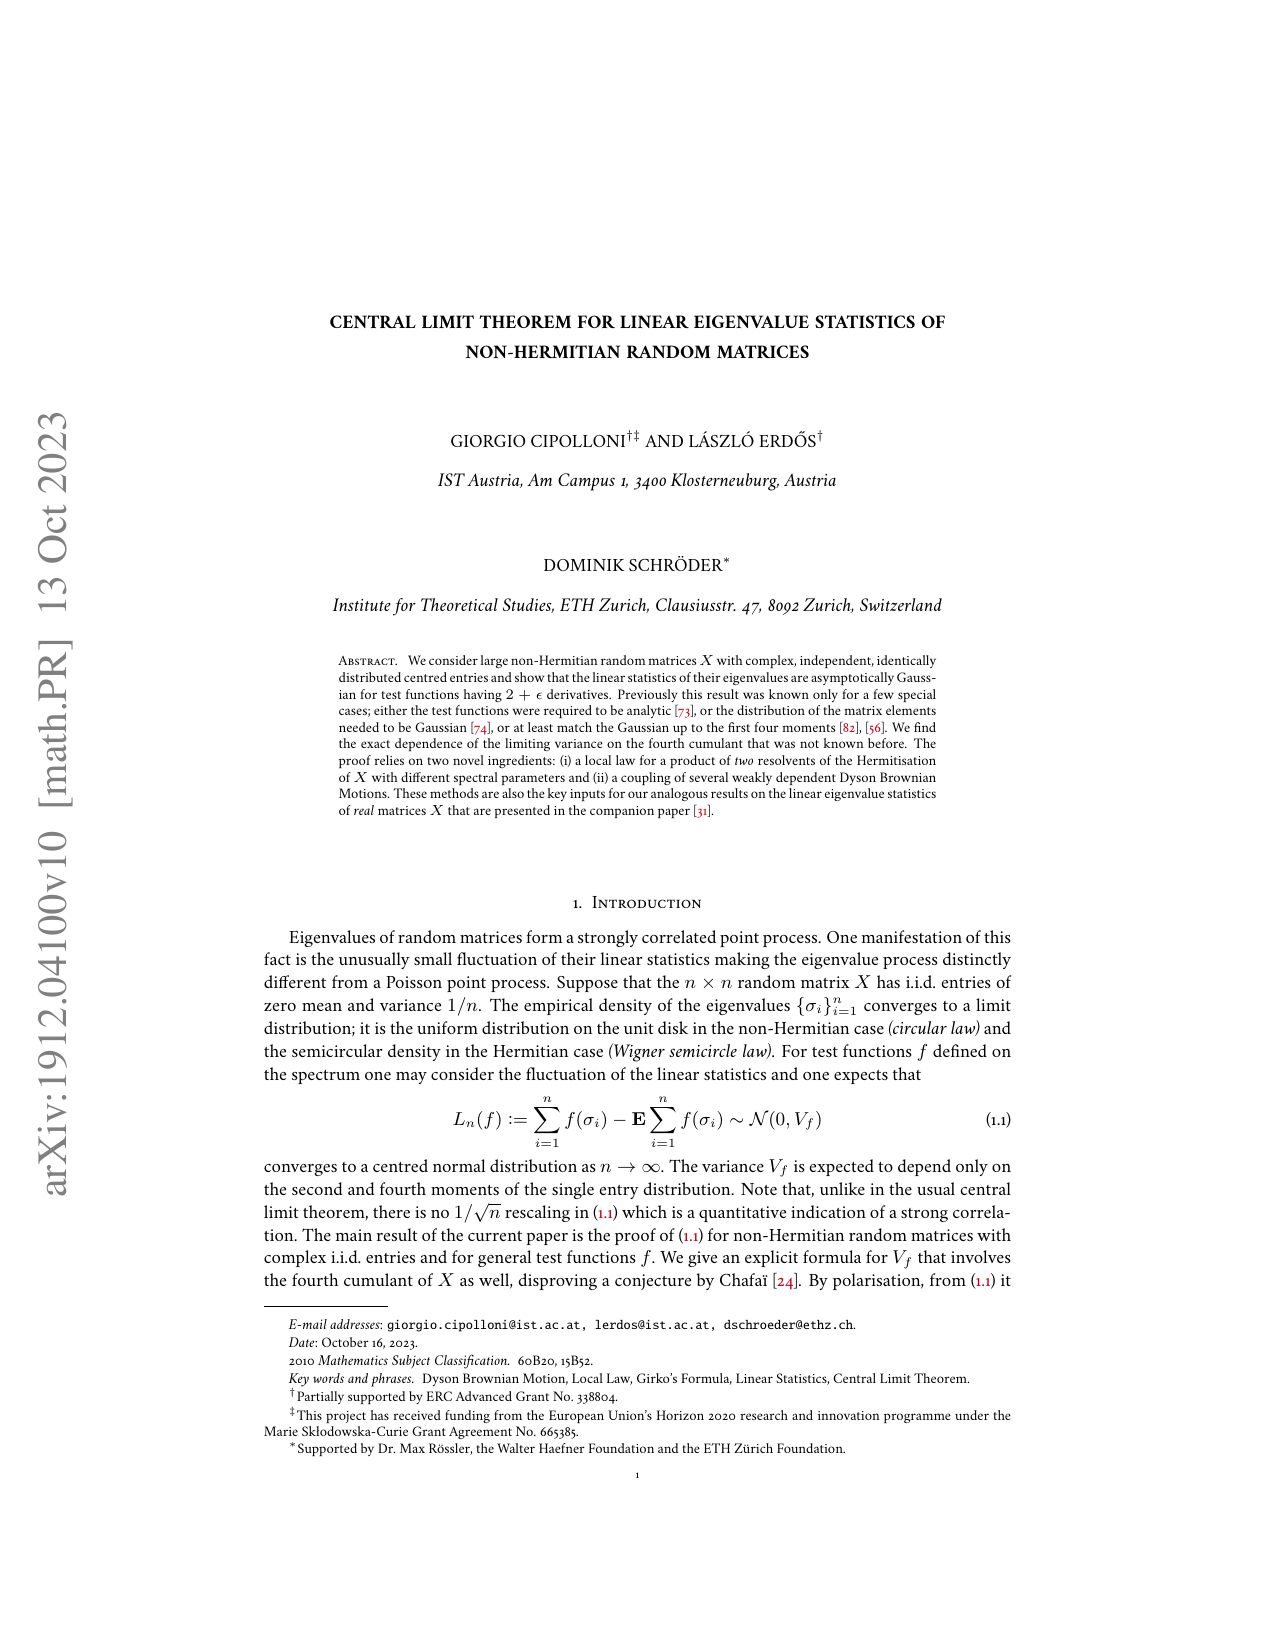 arXiv:1912.04100v10 [math.PR] 13 Oct 2023
CENTRAL LIMIT THEOREM FOR LINEAR EIGENVALUE STATISTICS OF
NON-HERMITIAN RANDOM MATRICES
GIORGIO CIPOLLONI†‡ AND LÁSZLÓ ERDŐS†
IST Austria, Am Campus 1, 3400 Klosterneuburg, Austria
DOMINIK SCHRÖDER*
Institute for Theoretical Studies, ETH Zurich, Clausiusstr. 47, 8092 Zurich, Switzerland
Abstract. We consider large non-Hermitian random matrices X with complex, independent, identically
distributed centred entries and show that the linear statistics of their eigenvalues are asymptotically Gauss-
ian for test functions having 2 + ϵ derivatives. Previously this result was known only for a few special
cases; either the test functions were required to be analytic [73], or the distribution of the matrix elements
needed to be Gaussian [74], or at least match the Gaussian up to the first four moments [82], [56]. We find
the exact dependence of the limiting variance on the fourth cumulant that was not known before. The
proof relies on two novel ingredients: (i) a local law for a product of two resolvents of the Hermitisation
of X with different spectral parameters and (ii) a coupling of several weakly dependent Dyson Brownian
Motions. These methods are also the key inputs for our analogous results on the linear eigenvalue statistics
of real matrices X that are presented in the companion paper [31].
1. Introduction
Eigenvalues of random matrices form a strongly correlated point process. One manifestation of this
fact is the unusually small fluctuation of their linear statistics making the eigenvalue process distinctly
different from a Poisson point process. Suppose that the n × n random matrix X has i.i.d. entries of
zero mean and variance 1/n. The empirical density of the eigenvalues {σᵢ}ⁿᵢ₌₁ converges to a limit
distribution; it is the uniform distribution on the unit disk in the non-Hermitian case (circular law) and
the semicircular density in the Hermitian case (Wigner semicircle law). For test functions f defined on
the spectrum one may consider the fluctuation of the linear statistics and one expects that
Lₙ(f) := ∑ⁿᵢ₌₁ f(σᵢ) − E ∑ⁿᵢ₌₁ f(σᵢ) ∼ 𝒩(0, V_f) (1.1)
converges to a centred normal distribution as n → ∞. The variance V_f is expected to depend only on
the second and fourth moments of the single entry distribution. Note that, unlike in the usual central
limit theorem, there is no 1/√n rescaling in (1.1) which is a quantitative indication of a strong correla-
tion. The main result of the current paper is the proof of (1.1) for non-Hermitian random matrices with
complex i.i.d. entries and for general test functions f. We give an explicit formula for V_f that involves
the fourth cumulant of X as well, disproving a conjecture by Chafaï [24]. By polarisation, from (1.1) it
E-mail addresses: giorgio.cipolloni@ist.ac.at, lerdos@ist.ac.at, dschroeder@ethz.ch.
Date: October 16, 2023.
2010 Mathematics Subject Classification. 60B20, 15B52.
Key words and phrases. Dyson Brownian Motion, Local Law, Girko's Formula, Linear Statistics, Central Limit Theorem.
†Partially supported by ERC Advanced Grant No. 338804.
‡This project has received funding from the European Union's Horizon 2020 research and innovation programme under the
Marie Skłodowska-Curie Grant Agreement No. 665385.
*Supported by Dr. Max Rössler, the Walter Haefner Foundation and the ETH Zürich Foundation.
1